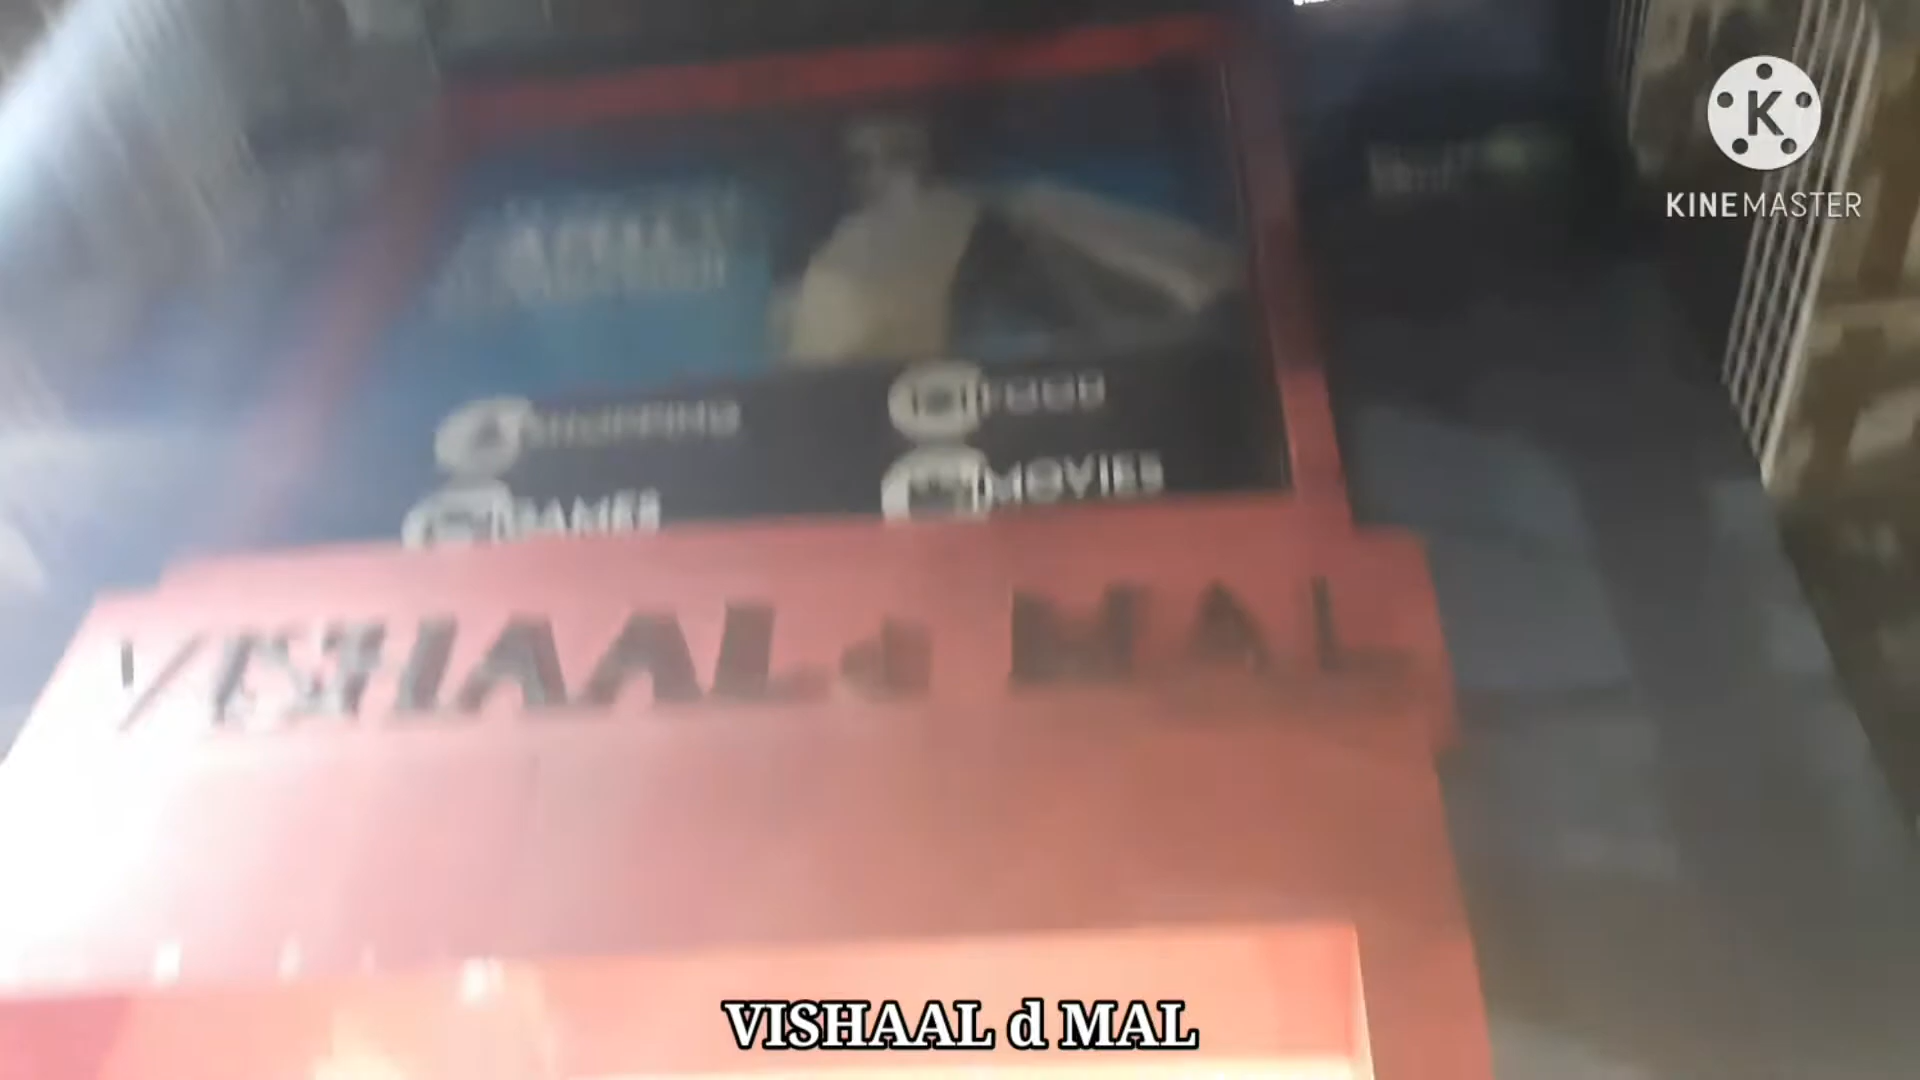 K
KINEMASTER
SHOPPING
FOOD
GAMES
MOVIES
VISHAAL d MAL
VISHAAL d MAL